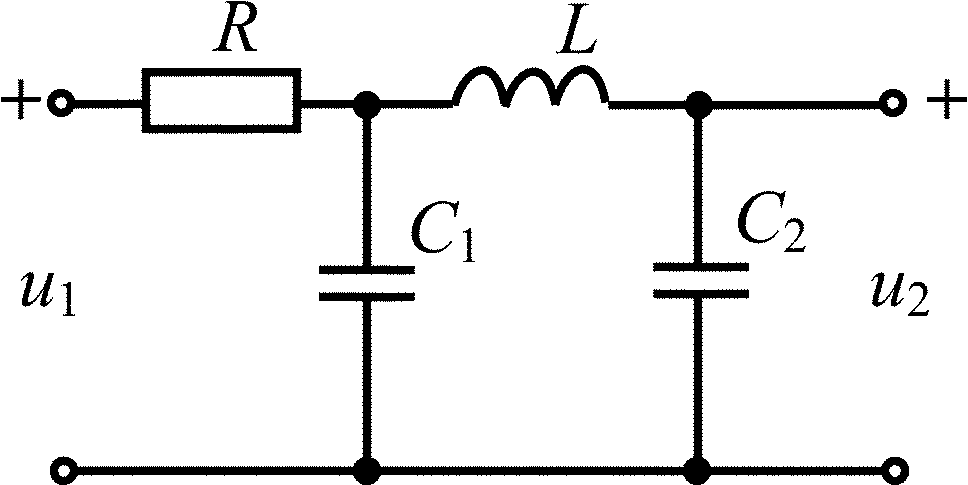 R L
+ +
C1 C2
u1 u2